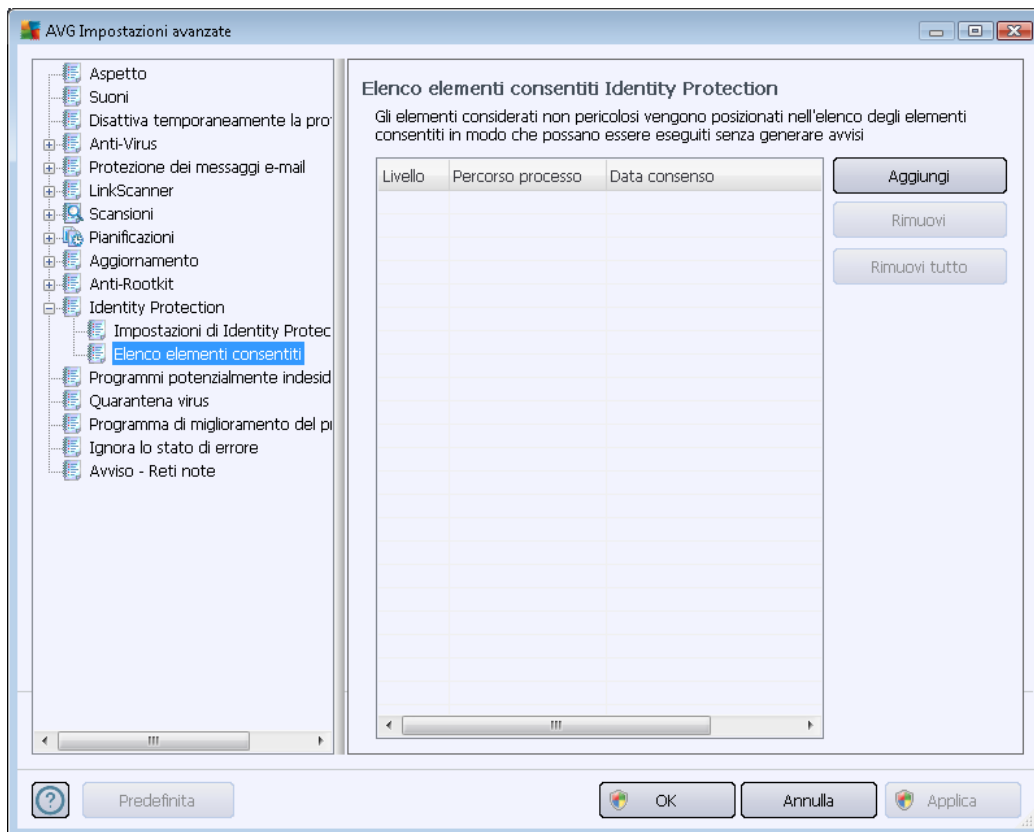 AVG Impostazioni avanzate
Aspetto
Suoni
Disattiva temporaneamente la pro
Anti-Virus
Protezione dei messaggi e-mail
LinkScanner
Scansioni
Pianificazioni
Aggiornamento
Anti-Rootkit
Identity Protection
Impostazioni di Identity Protec
Elenco elementi consentiti
Programmi potenzialmente indesid
Quarantena virus
Programma di miglioramento del pr
Ignora lo stato di errore
Avviso - Reti note
Elenco elementi consentiti Identity Protection
Gli elementi considerati non pericolosi vengono posizionati nell'elenco degli elementi
consentiti in modo che possano essere eseguiti senza generare avvisi
Livello Percorso processo Data consenso
Aggiungi
Rimuovi
Rimuovi tutto
Predefinita
OK
Annulla
Applica